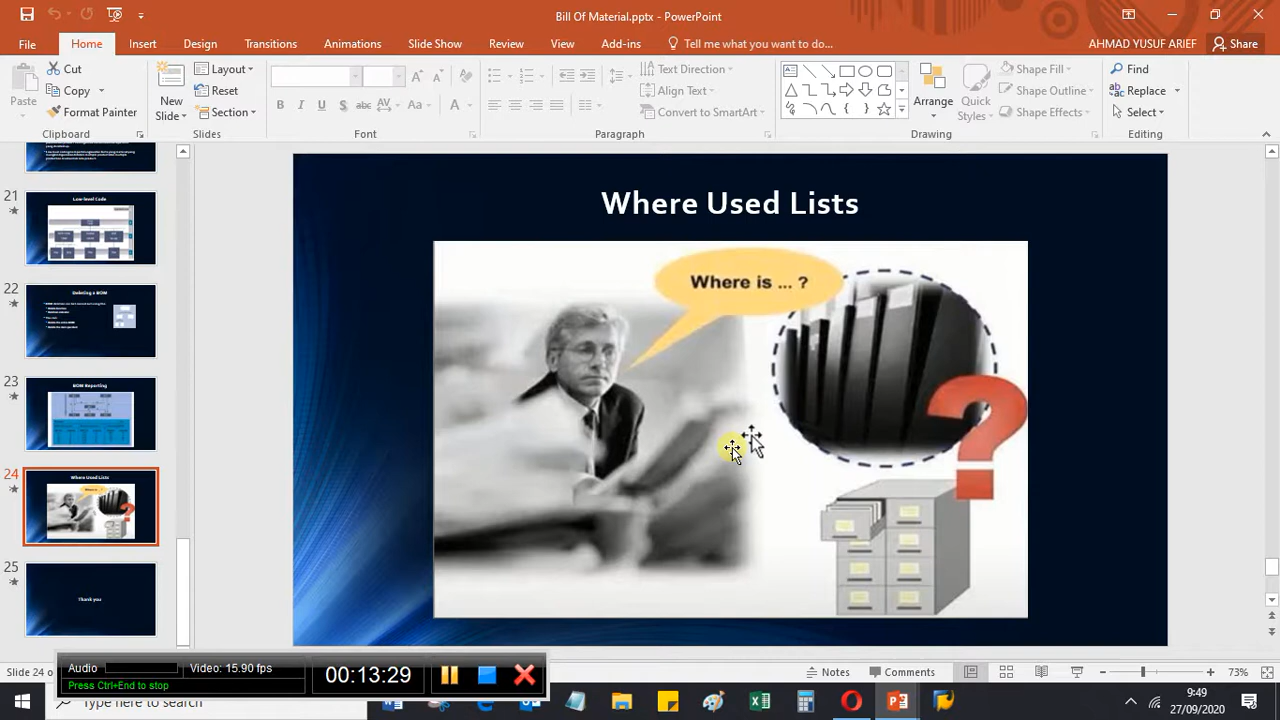 Bill Of Material.pptx - PowerPoint
File
Home
Insert
Design
Transitions
Animations
Slide Show
Review
View
Add-ins
Tell me what you want to do...
AHMAD YUSUF ARIEF
Share
Paste
Cut
Copy
Format Painter
Clipboard
New
Slide
Layout
Reset
Section
Slides
B I U S abc AV Aa A
Font
Text Direction
Align Text
Convert to SmartArt
Paragraph
Arrange
Quick
Styles
Shape Fill
Shape Outline
Shape Effects
Drawing
Find
Replace
Select
Editing
21
Low-level Code
22
Deleting a BOM
23
BOM Reporting
24
Where Used Lists
25
Thank you
Where Used Lists
Where is ... ?
?
Audio
Video: 15.90 fps
Press Ctrl+End to stop
00:13:29
Slide 24 o
Notes
Comments
73%
Type here to search
9:49
27/09/2020